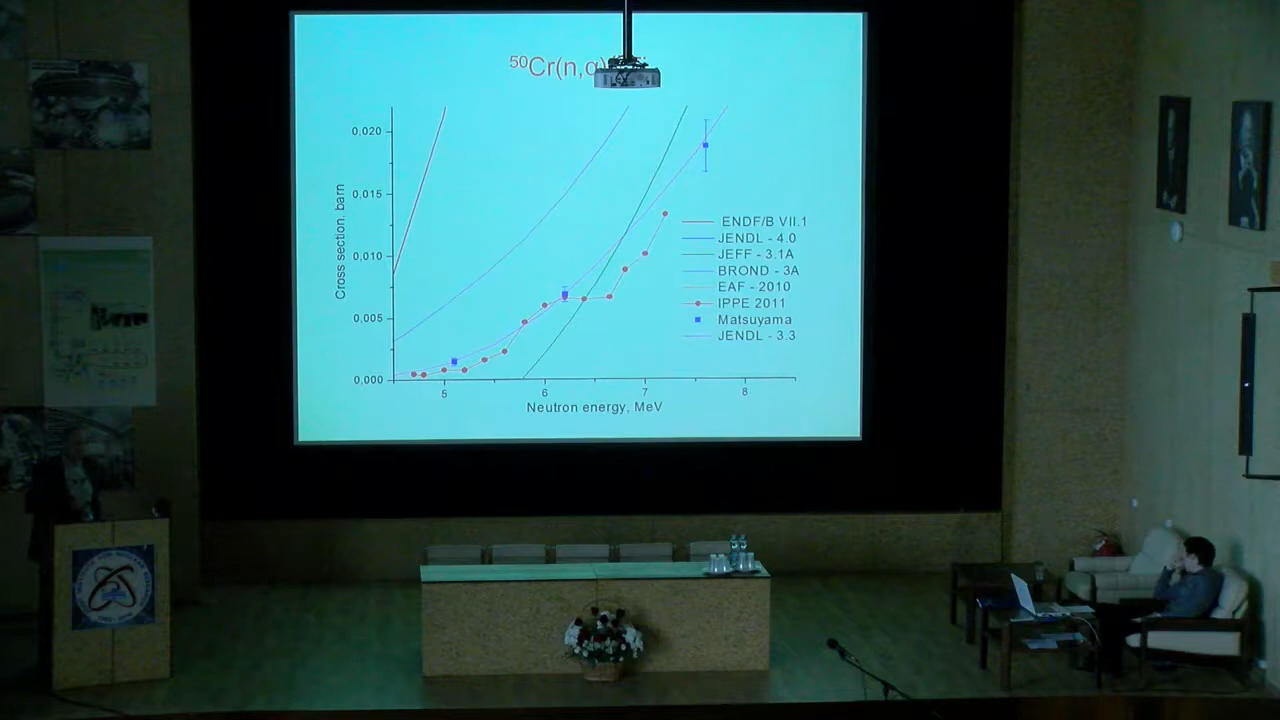 ⁵⁰Cr(n,α)
0,020
0,015
0,010
0,005
0,000
Cross section, barn
5
6
7
8
Neutron energy, MeV
ENDF/B VII.1
JENDL - 4.0
JEFF - 3.1A
BROND - 3A
EAF - 2010
IPPE 2011
Matsuyama
JENDL - 3.3